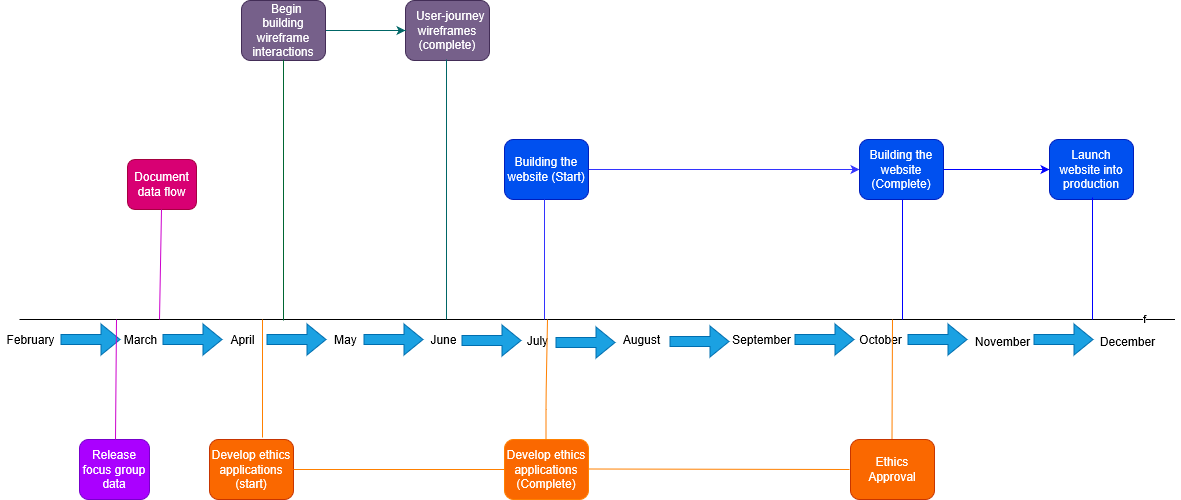 Begin
building
wireframe
interactions
User-journey
wireframes
(complete)
Document
data flow
Building the
website (Start)
Building the
website
(Complete)
Launch
website into
production
f
February
March
April
May
June
July
August
September
October
November
December
Release
focus group
data
Develop ethics
applications
(start)
Develop ethics
applications
(Complete)
Ethics
Approval